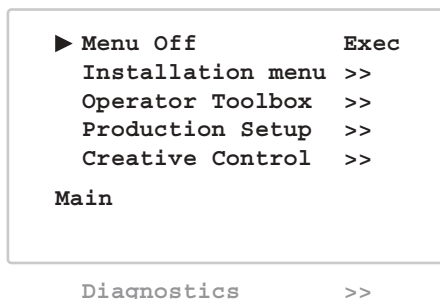 ▶ Menu Off Exec
Installation menu >>
Operator Toolbox >>
Production Setup >>
Creative Control >>
Main
Diagnostics >>